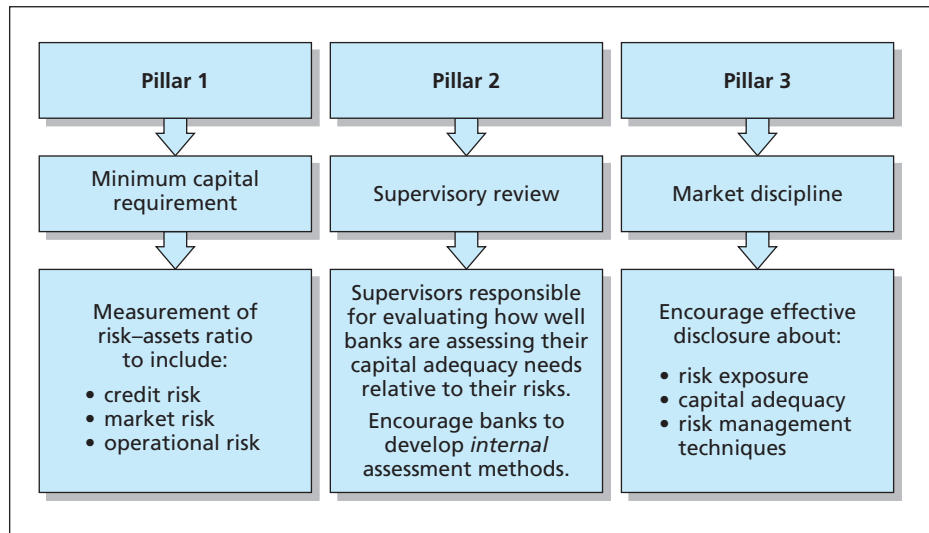 Pillar 1
Minimum capital
requirement
Measurement of
risk–assets ratio
to include:
• credit risk
• market risk
• operational risk
Pillar 2
Supervisory review
Supervisors responsible
for evaluating how well
banks are assessing their
capital adequacy needs
relative to their risks.
Encourage banks to
develop internal
assessment methods.
Pillar 3
Market discipline
Encourage effective
disclosure about:
• risk exposure
• capital adequacy
• risk management
techniques